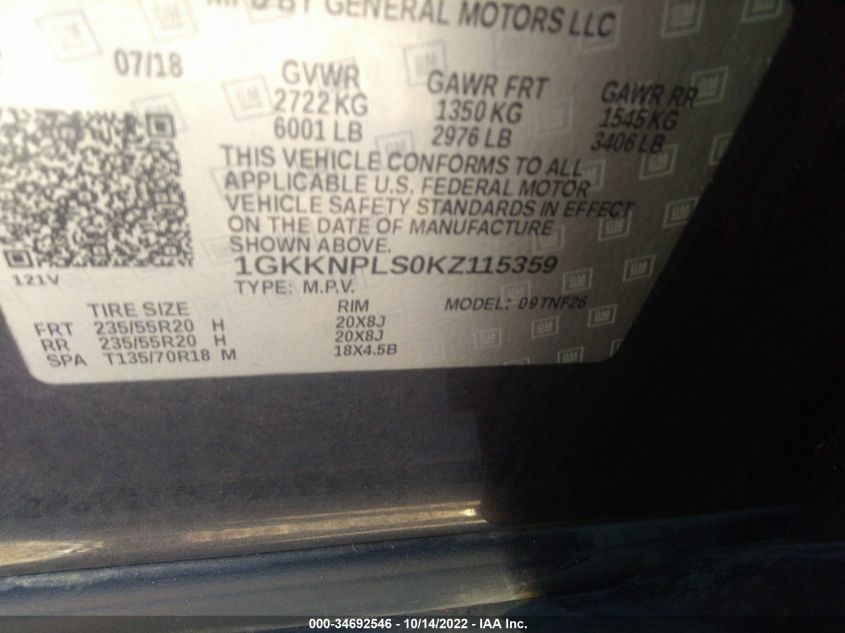 MFD BY GENERAL MOTORS LLC
07/18
GVWR
2722 KG
6001 LB
GAWR FRT
1350 KG
2976 LB
GAWR RR
1545 KG
3406 LB
THIS VEHICLE CONFORMS TO ALL
APPLICABLE U.S. FEDERAL MOTOR
VEHICLE SAFETY STANDARDS IN EFFECT
ON THE DATE OF MANUFACTURE
SHOWN ABOVE.
1GKKNPLS0KZ115359
TYPE: M.P.V.
MODEL: 09TNF26
121V
TIRE SIZE RIM
FRT 235/55R20 H 20X8J
RR 235/55R20 H 20X8J
SPA T135/70R18 M 18X4.5B
000-34692546 - 10/14/2022 - IAA Inc.